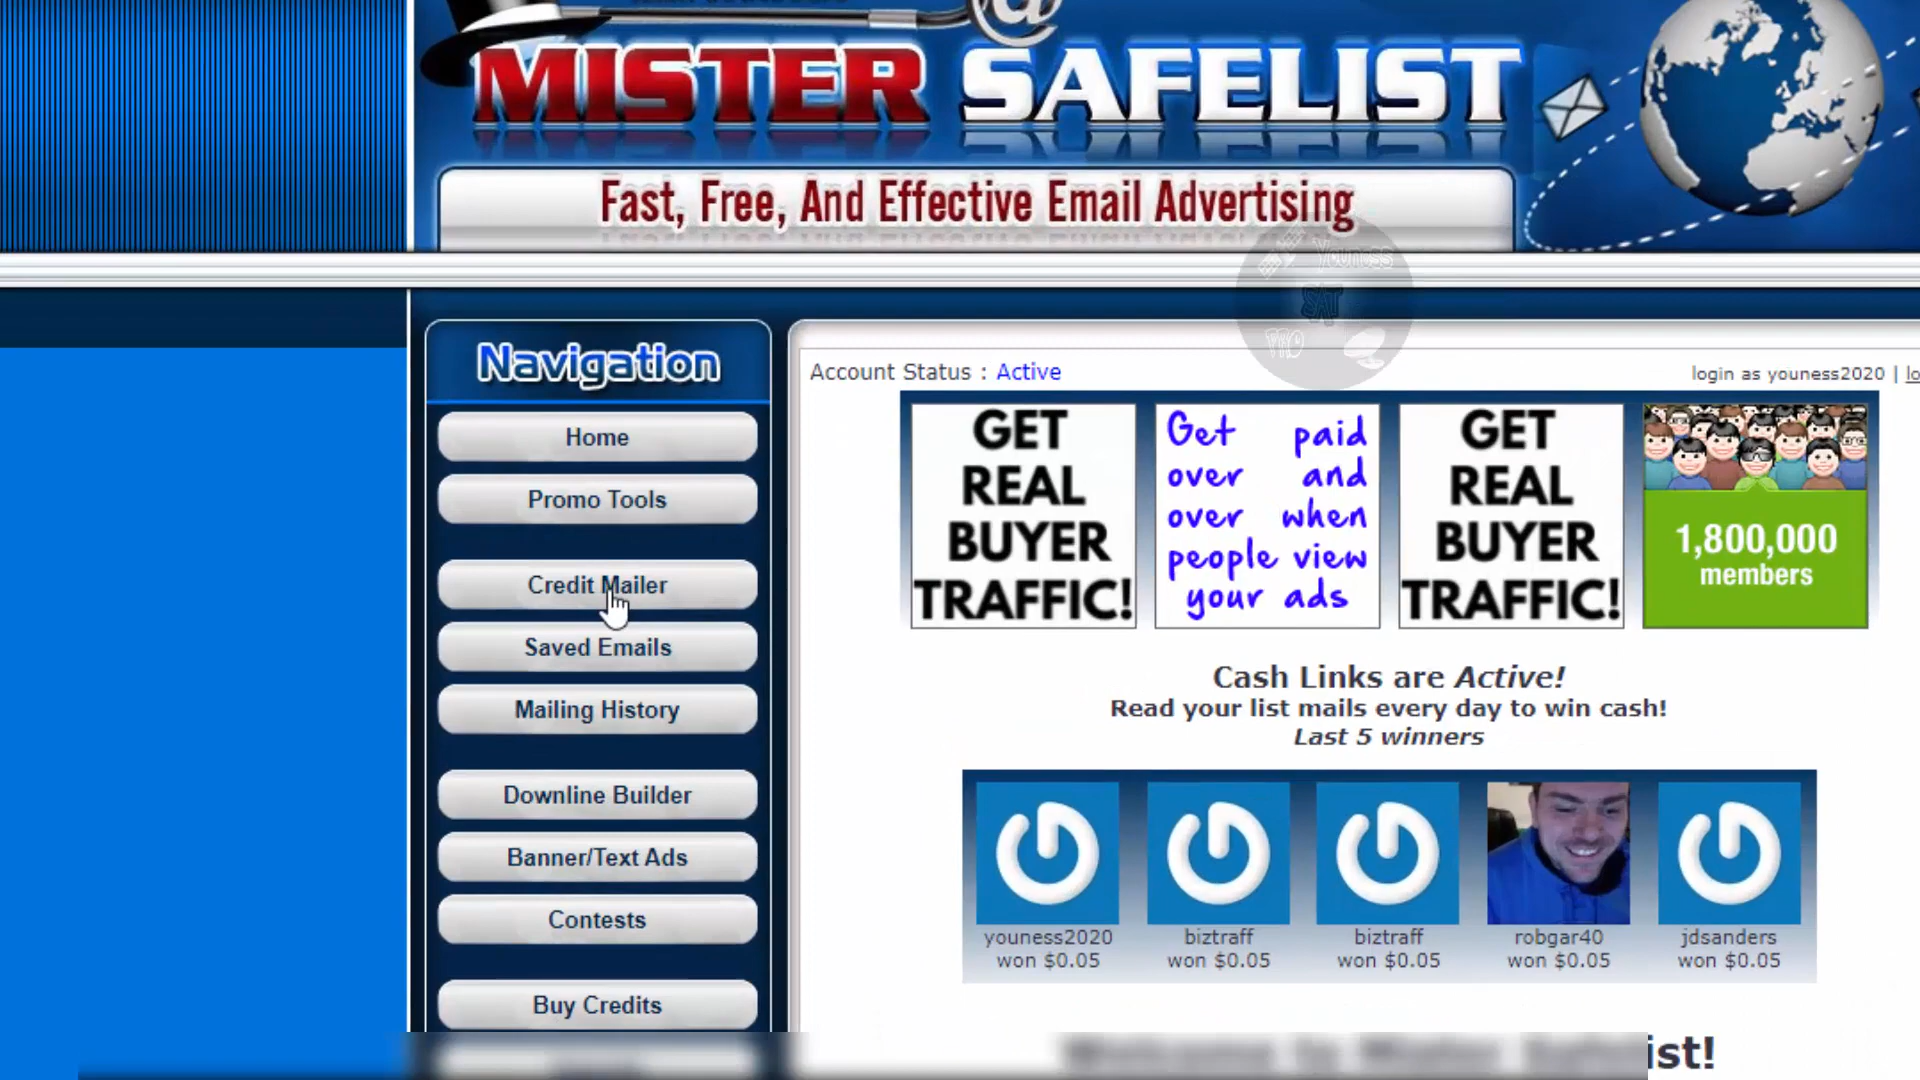 MISTER SAFELIST
Fast, Free, And Effective Email Advertising
Youness
SAT
PRO
Navigation
Home
Promo Tools
Credit Mailer
Saved Emails
Mailing History
Downline Builder
Banner/Text Ads
Contests
Buy Credits
Account Status : Active
login as youness2020 | lo
GET
REAL
BUYER
TRAFFIC!
Get paid
over and
over when
people view
your ads
GET
REAL
BUYER
TRAFFIC!
1,800,000
members
Cash Links are Active!
Read your list mails every day to win cash!
Last 5 winners
youness2020
won $0.05
biztraff
won $0.05
biztraff
won $0.05
robgar40
won $0.05
jdsanders
won $0.05
ist!